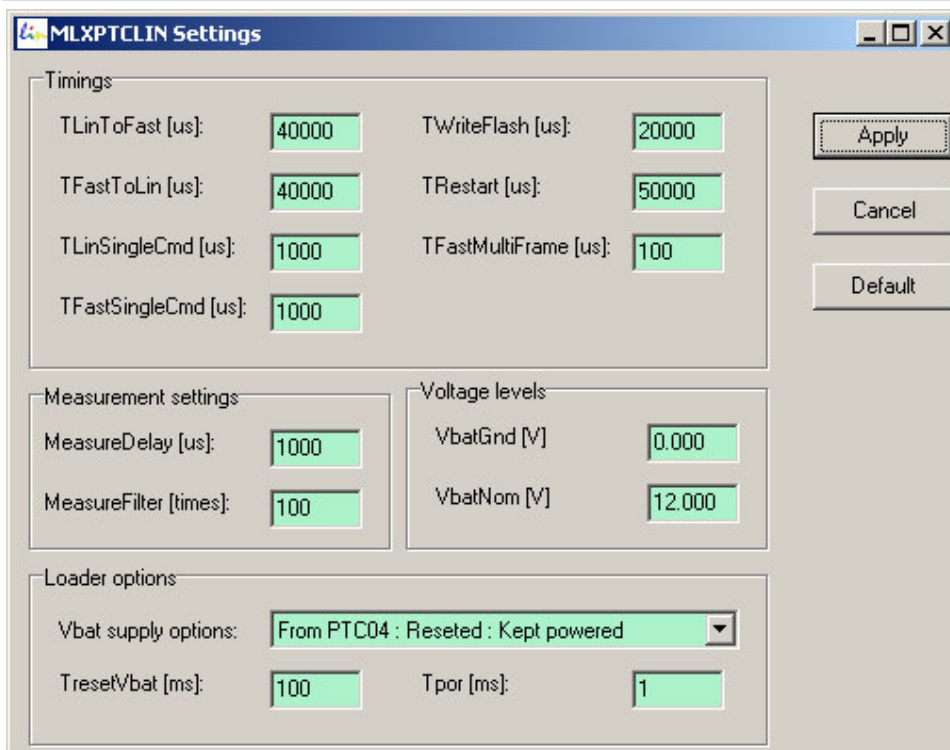 lin MLXPTCLIN Settings
Timings
TLinToFast [us]: 40000 TWriteFlash [us]: 20000
Apply
TFastToLin [us]: 40000 TRestart [us]: 50000
Cancel
TLinSingleCmd [us]: 1000 TFastMultiFrame [us]: 100
Default
TFastSingleCmd [us]: 1000
Measurement settings
MeasureDelay [us]: 1000
MeasureFilter [times]: 100
Voltage levels
VbatGnd [V] 0.000
VbatNom [V] 12.000
Loader options
Vbat supply options: From PTC04 : Reseted : Kept powered
TresetVbat [ms]: 100 Tpor [ms]: 1